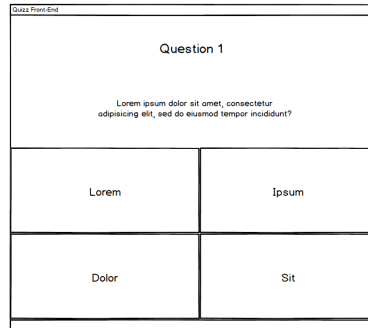 Quizz Front-End
Question 1
Lorem ipsum dolor sit amet, consectetur
adipisicing elit, sed do eiusmod tempor incididunt?
Lorem
Ipsum
Dolor
Sit